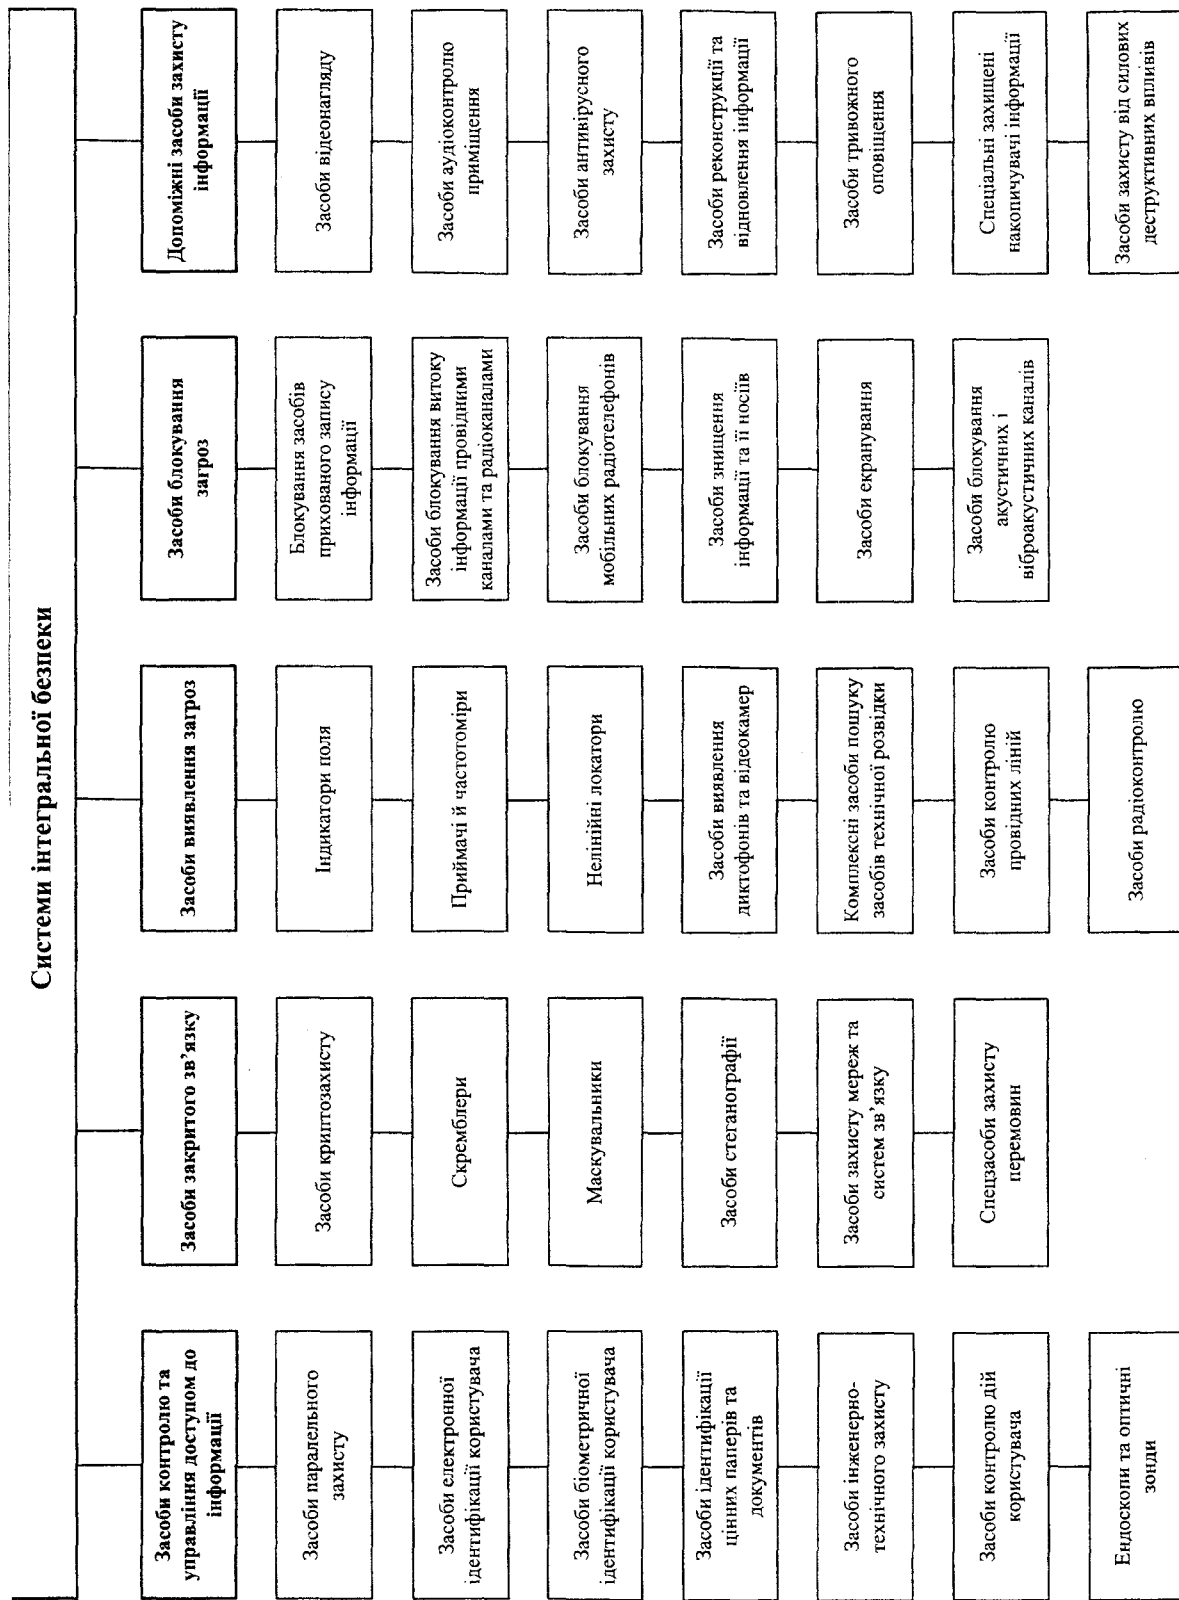 Системи інтегральної безпеки
Засоби контролю та
управління доступом до
інформації
Засоби паралельного
захисту
Засоби електронної
ідентифікації користувача
Засоби біометричної
ідентифікації користувача
Засоби ідентифікації
цінних паперів та
документів
Засоби інженерно-
технічного захисту
Засоби контролю дій
користувача
Ендоскопи та оптичні
зонди
Засоби закритого зв’язку
Засоби криптозахисту
Скремблери
Маскувальники
Засоби стеганографії
Засоби захисту мереж та
систем зв’язку
Спецзасоби захисту
перемовин
Засоби виявлення загроз
Індикатори поля
Приймачі й частотоміри
Нелінійні локатори
Засоби виявлення
диктофонів та відеокамер
Комплексні засоби пошуку
засобів технічної розвідки
Засоби контролю
провідних ліній
Засоби радіоконтролю
Засоби блокування
загроз
Блокування засобів
прихованого запису
інформації
Засоби блокування витоку
інформації провідними
каналами та радіоканалами
Засоби блокування
мобільних радіотелефонів
Засоби знищення
інформації та її носіїв
Засоби екранування
Засоби блокування
акустичних і
віброакустичних каналів
Допоміжні засоби захисту
інформації
Засоби відеонагляду
Засоби аудіоконтролю
приміщення
Засоби антивірусного
захисту
Засоби реконструкції та
відновлення інформації
Засоби тривожного
оповіщення
Спеціальні захищені
накопичувачі інформації
Засоби захисту від силових
деструктивних впливів